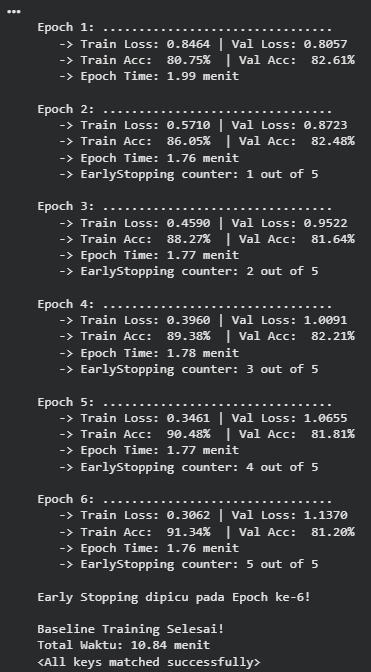 ...
Epoch 1: ................................
-> Train Loss: 0.8464 | Val Loss: 0.8057
-> Train Acc:  80.75%  | Val Acc:  82.61%
-> Epoch Time: 1.99 menit
Epoch 2: ................................
-> Train Loss: 0.5710 | Val Loss: 0.8723
-> Train Acc:  86.05%  | Val Acc:  82.48%
-> Epoch Time: 1.76 menit
-> EarlyStopping counter: 1 out of 5
Epoch 3: ................................
-> Train Loss: 0.4590 | Val Loss: 0.9522
-> Train Acc:  88.27%  | Val Acc:  81.64%
-> Epoch Time: 1.77 menit
-> EarlyStopping counter: 2 out of 5
Epoch 4: ................................
-> Train Loss: 0.3960 | Val Loss: 1.0091
-> Train Acc:  89.38%  | Val Acc:  82.21%
-> Epoch Time: 1.78 menit
-> EarlyStopping counter: 3 out of 5
Epoch 5: ................................
-> Train Loss: 0.3461 | Val Loss: 1.0655
-> Train Acc:  90.48%  | Val Acc:  81.81%
-> Epoch Time: 1.77 menit
-> EarlyStopping counter: 4 out of 5
Epoch 6: ................................
-> Train Loss: 0.3062 | Val Loss: 1.1370
-> Train Acc:  91.34%  | Val Acc:  81.20%
-> Epoch Time: 1.76 menit
-> EarlyStopping counter: 5 out of 5
Early Stopping dipicu pada Epoch ke-6!
Baseline Training Selesai!
Total Waktu: 10.84 menit
<All keys matched successfully>